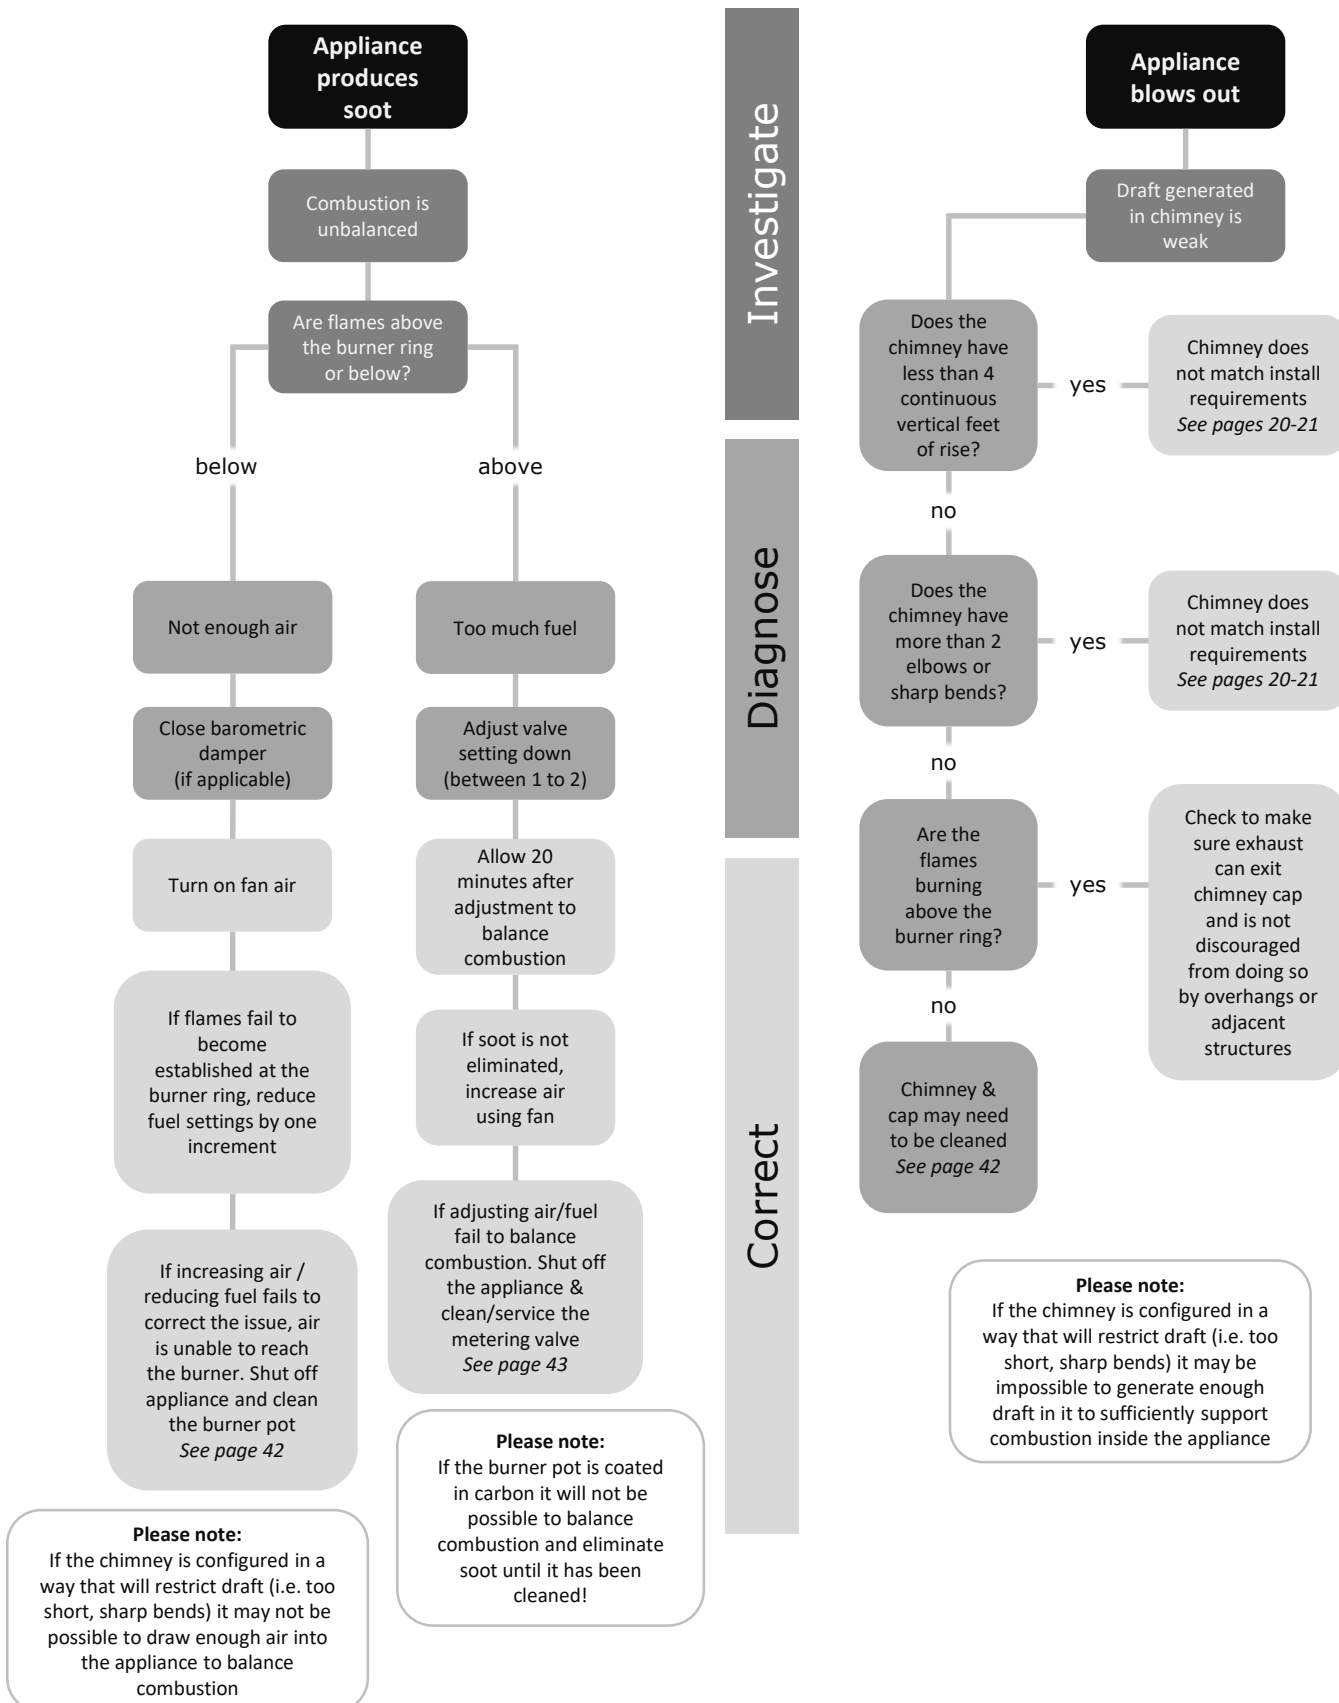 Appliance
produces
soot
Combustion is
unbalanced
Are flames above
the burner ring
or below?
below
above
Not enough air
Close barometric
damper
(if applicable)
Turn on fan air
If flames fail to
become
established at the
burner ring, reduce
fuel settings by one
increment
If increasing air /
reducing fuel fails to
correct the issue, air
is unable to reach
the burner. Shut off
appliance and clean
the burner pot
See page 42
Please note:
If the chimney is configured in a
way that will restrict draft (i.e. too
short, sharp bends) it may not be
possible to draw enough air into
the appliance to balance
combustion
Too much fuel
Adjust valve
setting down
(between 1 to 2)
Allow 20
minutes after
adjustment to
balance
combustion
If soot is not
eliminated,
increase air
using fan
If adjusting air/fuel
fail to balance
combustion. Shut off
the appliance &
clean/service the
metering valve
See page 43
Please note:
If the burner pot is coated
in carbon it will not be
possible to balance
combustion and eliminate
soot until it has been
cleaned!
Investigate
Diagnose
Correct
Appliance
blows out
Draft generated
in chimney is
weak
Does the
chimney have
less than 4
continuous
vertical feet
of rise?
yes
Chimney does
not match install
requirements
See pages 20-21
no
Does the
chimney have
more than 2
elbows or
sharp bends?
yes
Chimney does
not match install
requirements
See pages 20-21
no
Are the
flames
burning
above the
burner ring?
yes
Check to make
sure exhaust
can exit
chimney cap
and is not
discouraged
from doing so
by overhangs or
adjacent
structures
no
Chimney &
cap may need
to be cleaned
See page 42
Please note:
If the chimney is configured in a
way that will restrict draft (i.e. too
short, sharp bends) it may be
impossible to generate enough
draft in it to sufficiently support
combustion inside the appliance